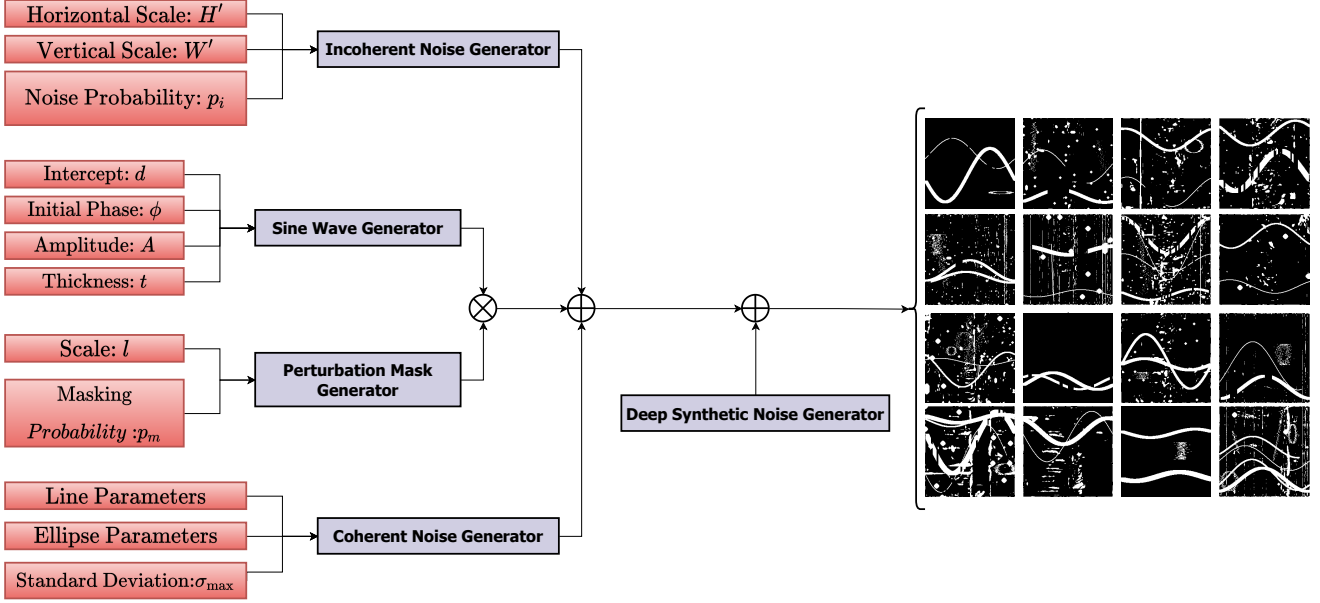 Horizontal Scale: H′
Vertical Scale: W′
Noise Probability: pᵢ
Incoherent Noise Generator
Intercept: d
Initial Phase: ϕ
Amplitude: A
Thickness: t
Sine Wave Generator
Scale: l
Masking
Probability :pₘ
Perturbation Mask
Generator
Deep Synthetic Noise Generator
Line Parameters
Ellipse Parameters
Standard Deviation:σmax
Coherent Noise Generator